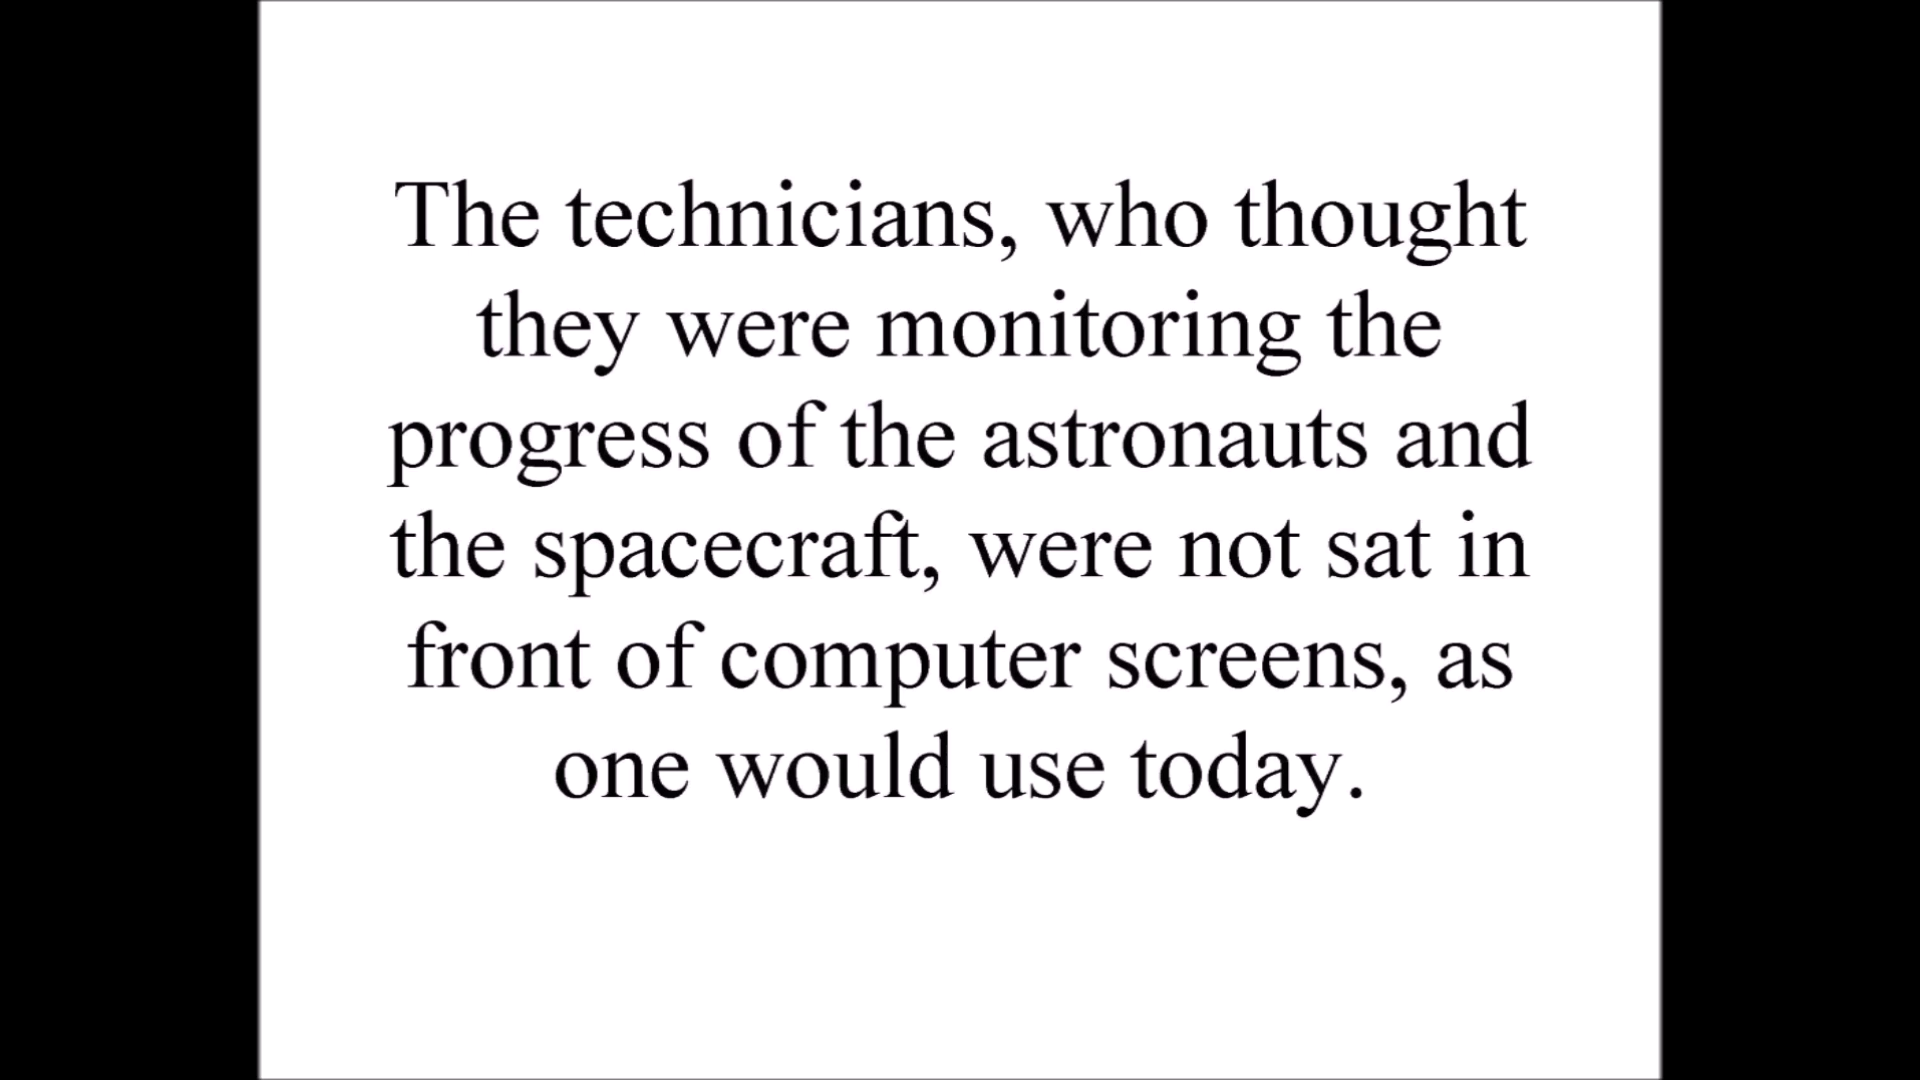 The technicians, who thought
they were monitoring the
progress of the astronauts and
the spacecraft, were not sat in
front of computer screens, as
one would use today.